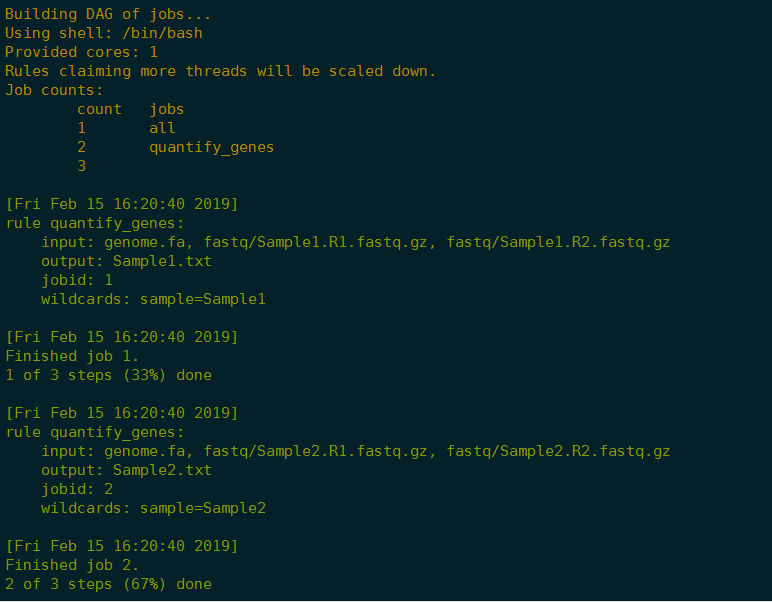 Building DAG of jobs...
Using shell: /bin/bash
Provided cores: 1
Rules claiming more threads will be scaled down.
Job counts:
        count   jobs
        1       all
        2       quantify_genes
        3

[Fri Feb 15 16:20:40 2019]
rule quantify_genes:
    input: genome.fa, fastq/Sample1.R1.fastq.gz, fastq/Sample1.R2.fastq.gz
    output: Sample1.txt
    jobid: 1
    wildcards: sample=Sample1

[Fri Feb 15 16:20:40 2019]
Finished job 1.
1 of 3 steps (33%) done

[Fri Feb 15 16:20:40 2019]
rule quantify_genes:
    input: genome.fa, fastq/Sample2.R1.fastq.gz, fastq/Sample2.R2.fastq.gz
    output: Sample2.txt
    jobid: 2
    wildcards: sample=Sample2

[Fri Feb 15 16:20:40 2019]
Finished job 2.
2 of 3 steps (67%) done